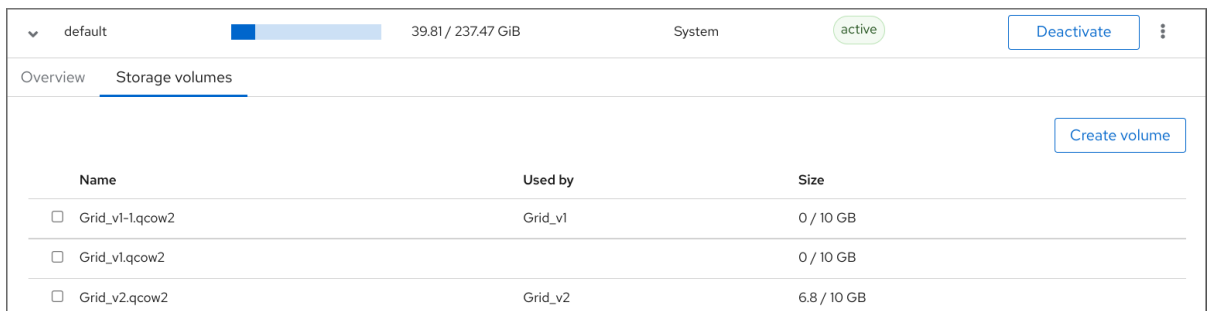 default 39.81 / 237.47 GiB System active Deactivate
Overview Storage volumes
Create volume
Name Used by Size
Grid_v1-1.qcow2 Grid_v1 0 / 10 GB
Grid_v1.qcow2 0 / 10 GB
Grid_v2.qcow2 Grid_v2 6.8 / 10 GB